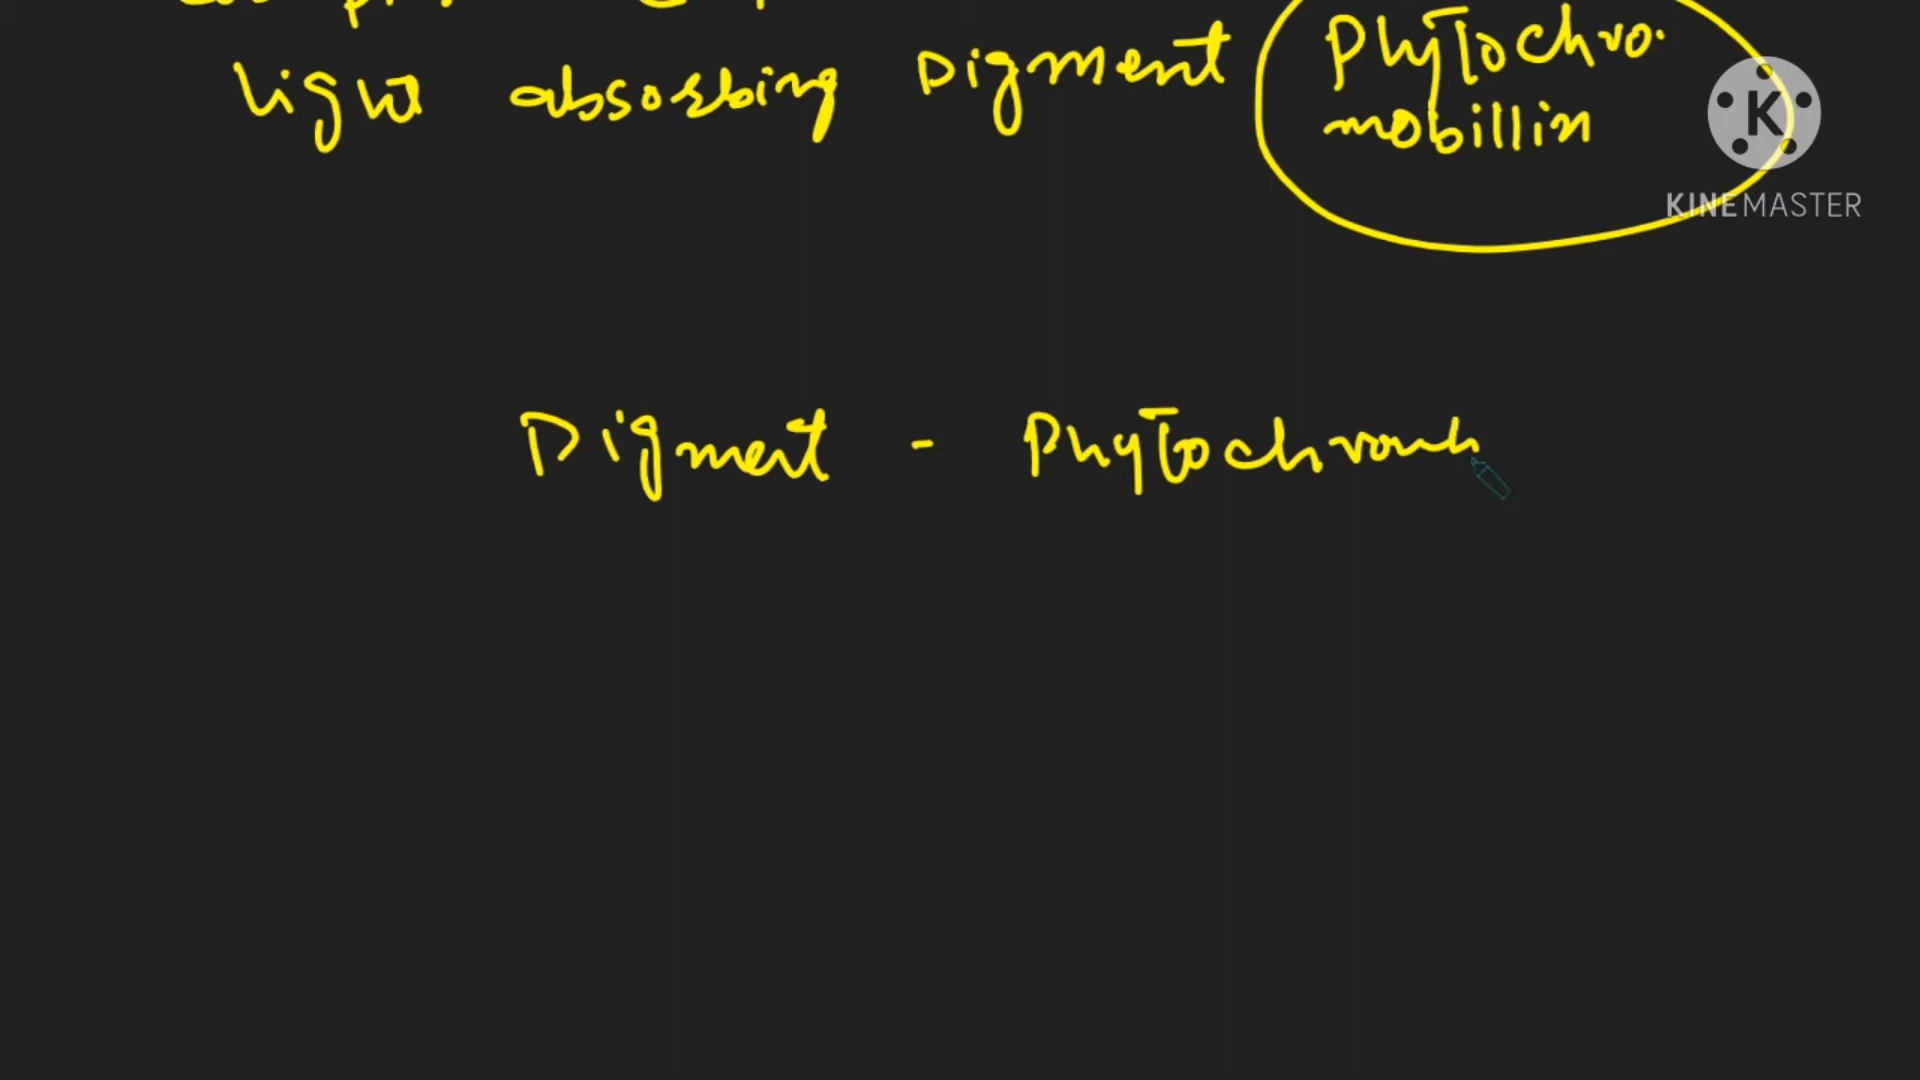 light absorbing pigment Phytochro-
mobillin
KINEMASTER
Pigment - Phytochrom